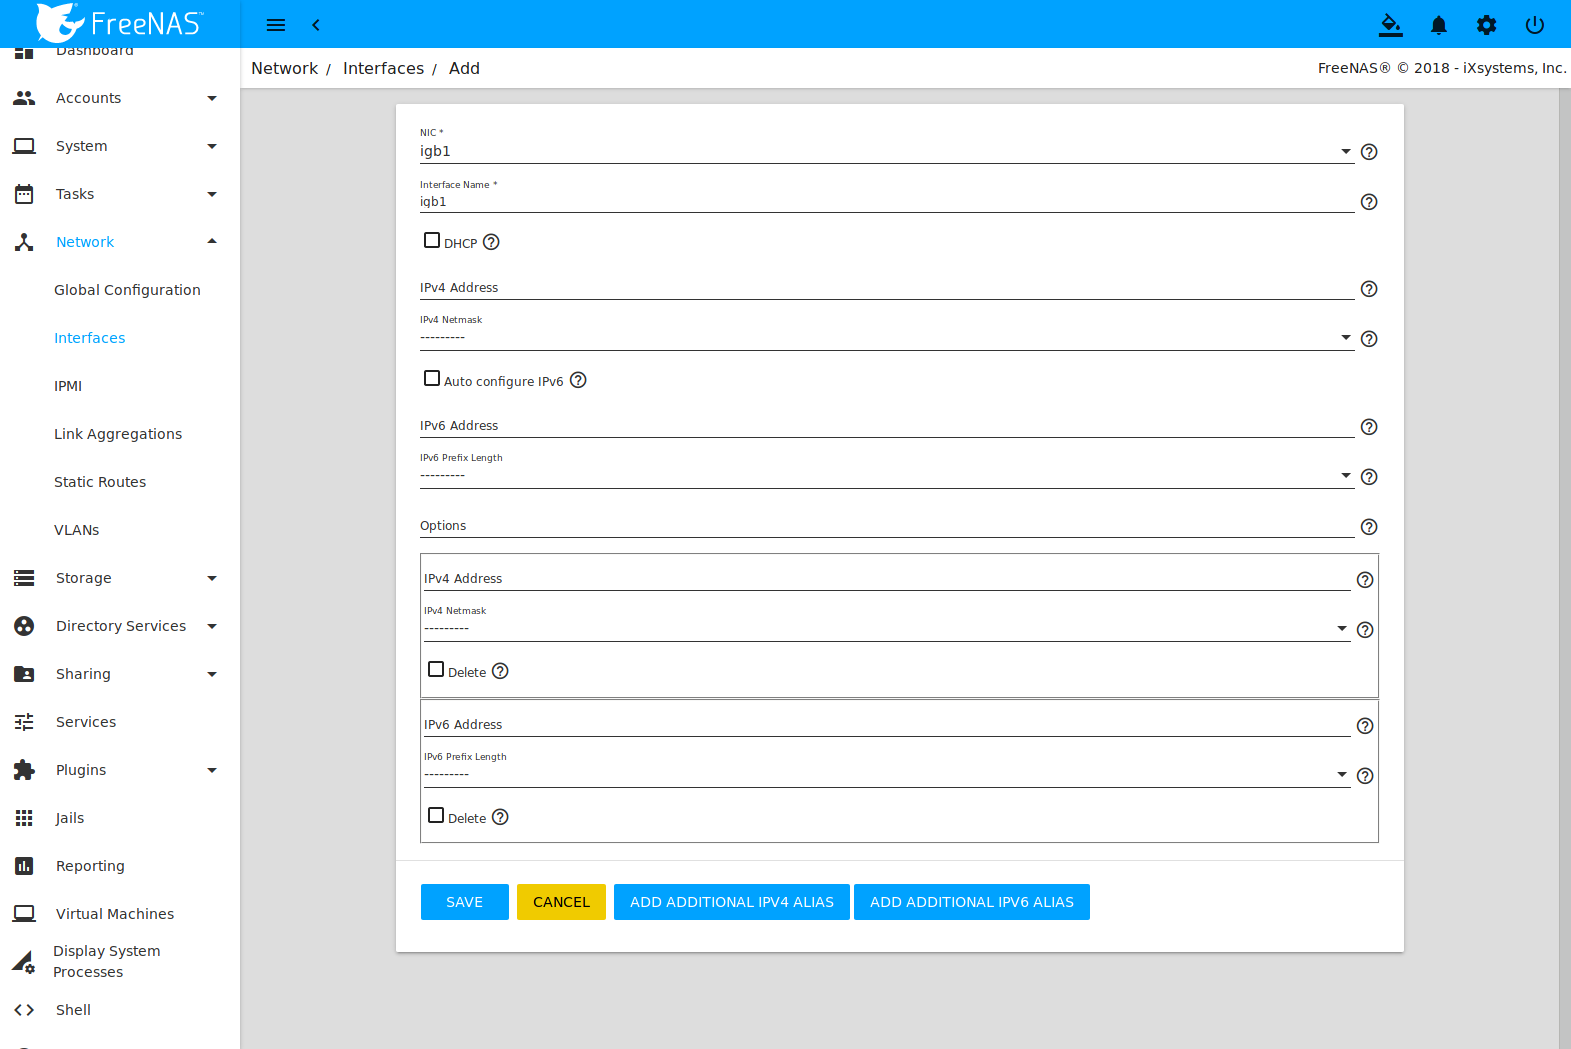 FreeNAS™
Network / Interfaces / Add
FreeNAS® © 2018 - iXsystems, Inc.
Dashboard
Accounts
System
Tasks
Network
Global Configuration
Interfaces
IPMI
Link Aggregations
Static Routes
VLANs
Storage
Directory Services
Sharing
Services
Plugins
Jails
Reporting
Virtual Machines
Display System
Processes
Shell
NIC *
igb1
Interface Name *
igb1
DHCP
IPv4 Address
IPv4 Netmask
---------
Auto configure IPv6
IPv6 Address
IPv6 Prefix Length
---------
Options
IPv4 Address
IPv4 Netmask
---------
Delete
IPv6 Address
IPv6 Prefix Length
---------
Delete
SAVE CANCEL ADD ADDITIONAL IPV4 ALIAS ADD ADDITIONAL IPV6 ALIAS